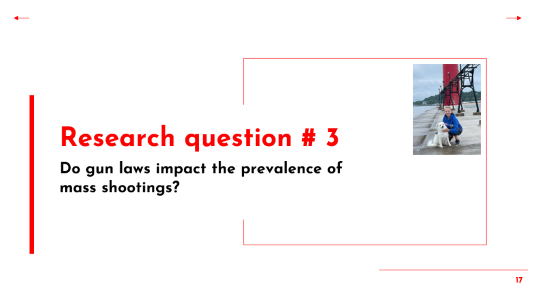 Research question # 3
Do gun laws impact the prevalence of
mass shootings?
17